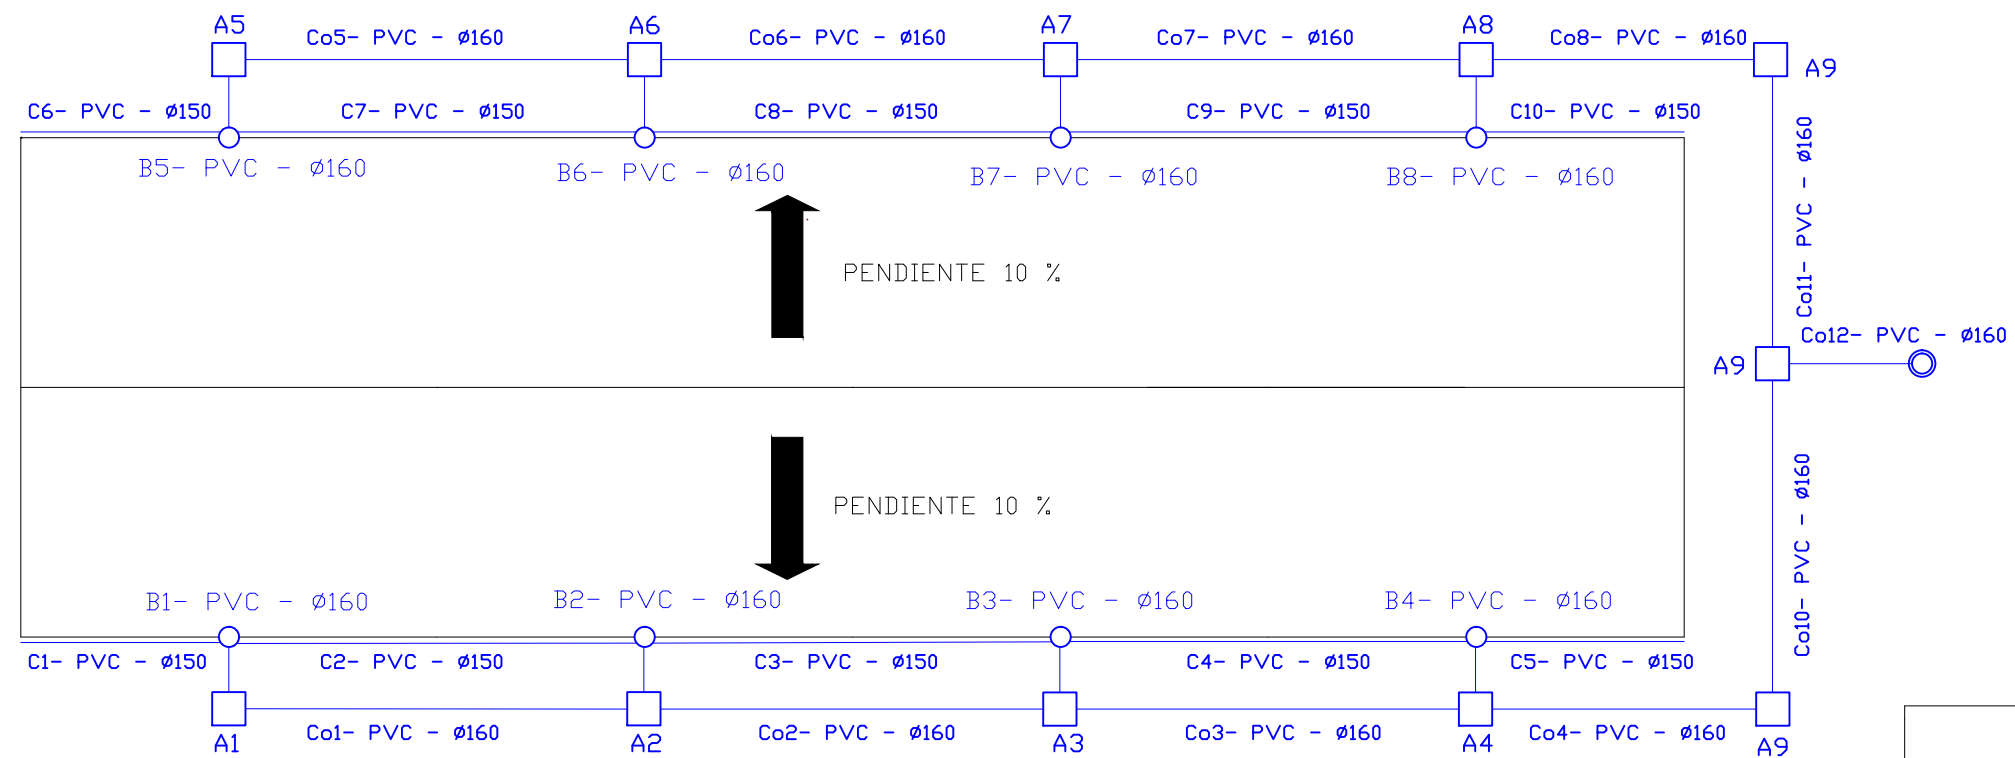 A5
A6
A7
A8
Co5- PVC - ø160
Co6- PVC - ø160
Co7- PVC - ø160
Co8- PVC - ø160
A9
C6- PVC - ø150
C7- PVC - ø150
C8- PVC - ø150
C9- PVC - ø150
C10- PVC - ø150
B5- PVC - ø160
B6- PVC - ø160
B7- PVC - ø160
B8- PVC - ø160
Co11- PVC - ø160
PENDIENTE 10 %
Co12- PVC - ø160
A9
PENDIENTE 10 %
Co10- PVC - ø160
B1- PVC - ø160
B2- PVC - ø160
B3- PVC - ø160
B4- PVC - ø160
C1- PVC - ø150
C2- PVC - ø150
C3- PVC - ø150
C4- PVC - ø150
C5- PVC - ø150
Co1- PVC - ø160
Co2- PVC - ø160
Co3- PVC - ø160
Co4- PVC - ø160
A1
A2
A3
A4
A9